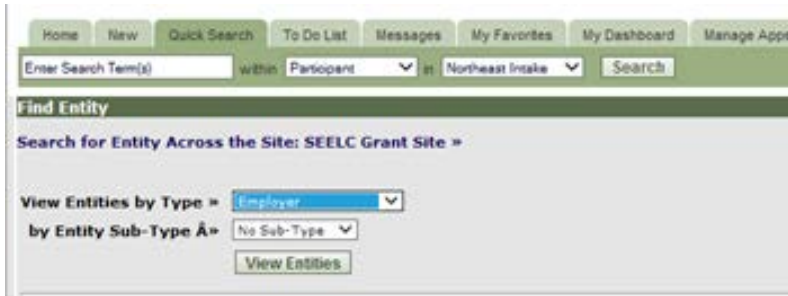 Home New Quick Search To Do List Messages My Favorites My Dashboard Manage Appo
Enter Search Term(s) within Participant in Northeast Intake Search
Find Entity
Search for Entity Across the Site: SEELC Grant Site »
View Entities by Type » Employer
by Entity Sub-Type Â» No Sub-Type
View Entities